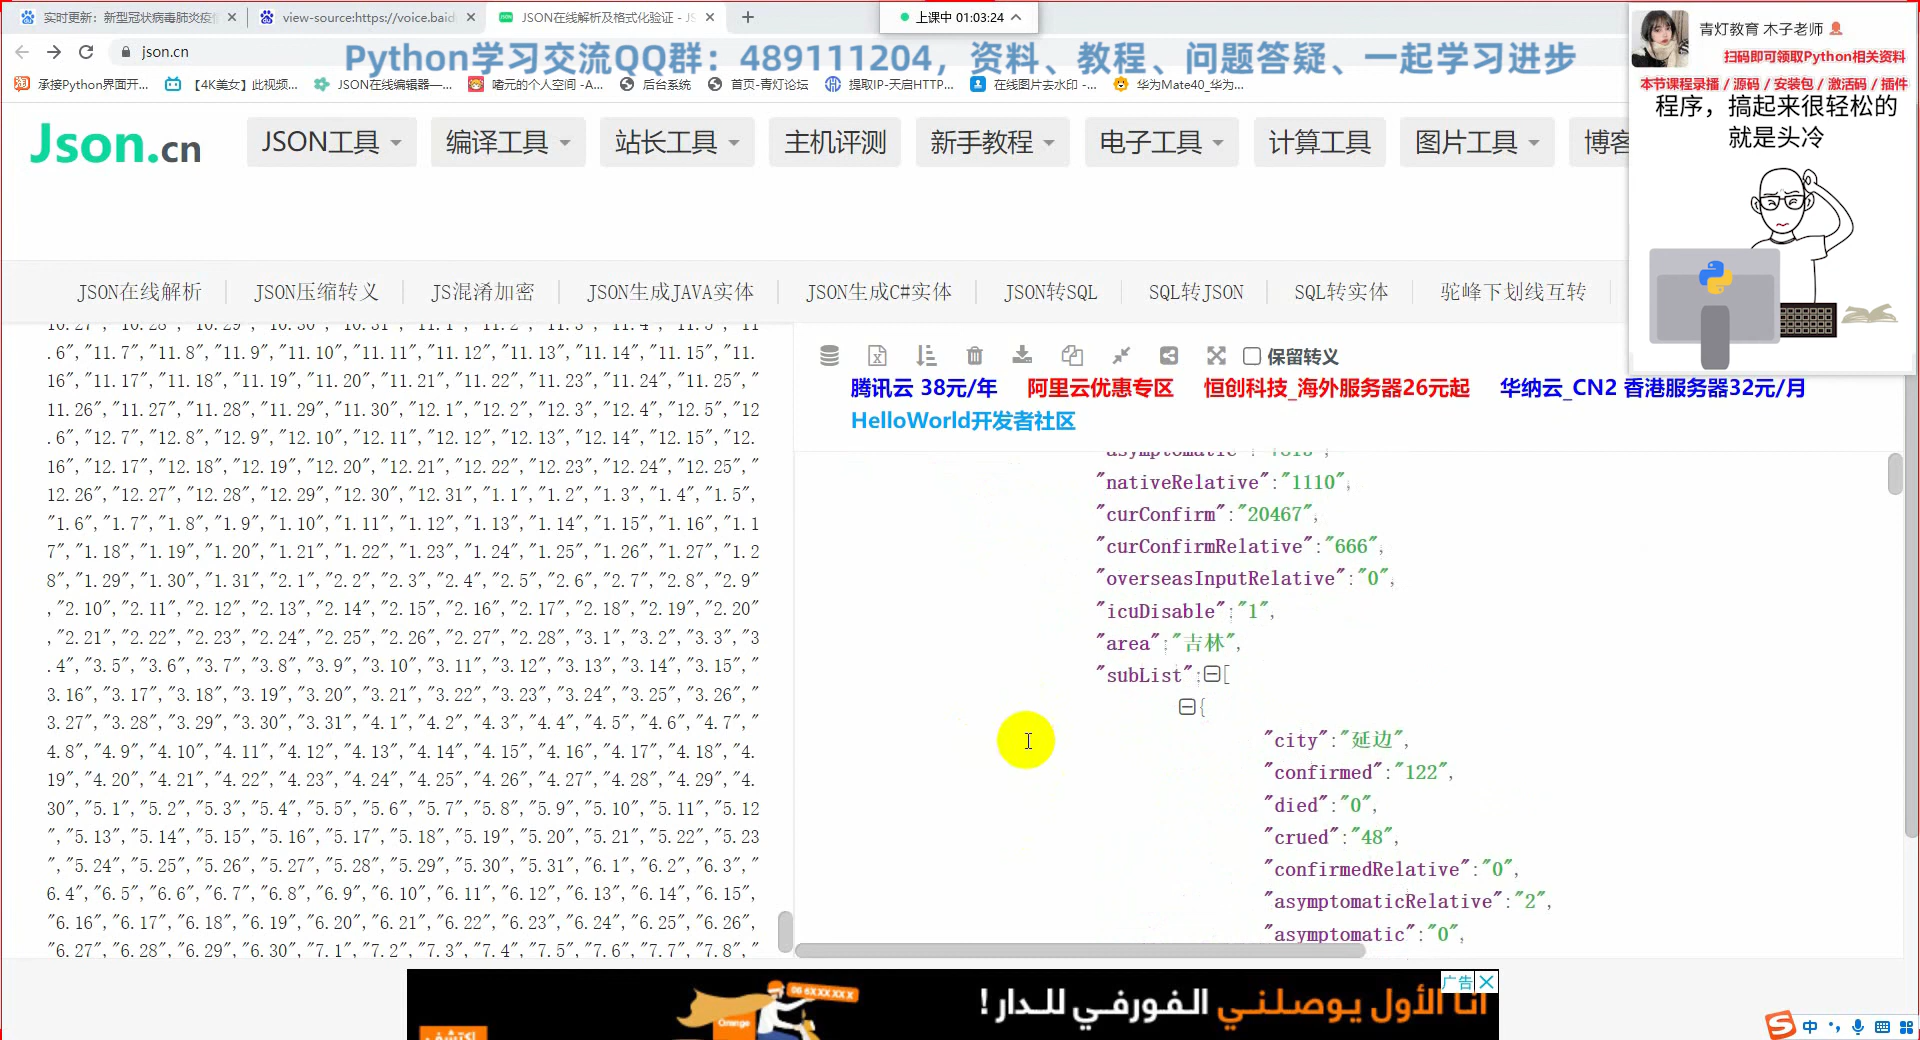 实时更新：新型冠状病毒肺炎疫情
view-source:https://voice.baid
JSON在线解析及格式化验证 - JS
上课中 01:03:24
json.cn
Python学习交流QQ群：489111204，资料、教程、问题答疑、一起学习进步
承接Python界面开...
【4K美女】此视频...
JSON在线编辑器—...
啫元的个人空间 -A...
后台系统
首页-青灯论坛
提取IP-天启HTTP...
在线图片去水印 -...
华为Mate40_华为...
青灯教育 木子老师
扫码即可领取Python相关资料
本节课程录播 / 源码 / 安装包 / 激活码 / 插件
程序，搞起来很轻松的
就是头冷
Json.cn
JSON工具
编译工具
站长工具
主机评测
新手教程
电子工具
计算工具
图片工具
博客
JSON在线解析
JSON压缩转义
JS混淆加密
JSON生成JAVA实体
JSON生成C#实体
JSON转SQL
SQL转JSON
SQL转实体
驼峰下划线互转
10.27","10.28","10.29","10.30","10.31","11.1","11.2","11.3","11.4","11.5","11
.6","11.7","11.8","11.9","11.10","11.11","11.12","11.13","11.14","11.15","11.
16","11.17","11.18","11.19","11.20","11.21","11.22","11.23","11.24","11.25","
11.26","11.27","11.28","11.29","11.30","12.1","12.2","12.3","12.4","12.5","12
.6","12.7","12.8","12.9","12.10","12.11","12.12","12.13","12.14","12.15","12.
16","12.17","12.18","12.19","12.20","12.21","12.22","12.23","12.24","12.25","
12.26","12.27","12.28","12.29","12.30","12.31","1.1","1.2","1.3","1.4","1.5",
"1.6","1.7","1.8","1.9","1.10","1.11","1.12","1.13","1.14","1.15","1.16","1.1
7","1.18","1.19","1.20","1.21","1.22","1.23","1.24","1.25","1.26","1.27","1.2
8","1.29","1.30","1.31","2.1","2.2","2.3","2.4","2.5","2.6","2.7","2.8","2.9"
,"2.10","2.11","2.12","2.13","2.14","2.15","2.16","2.17","2.18","2.19","2.20"
,"2.21","2.22","2.23","2.24","2.25","2.26","2.27","2.28","3.1","3.2","3.3","3
.4","3.5","3.6","3.7","3.8","3.9","3.10","3.11","3.12","3.13","3.14","3.15","
3.16","3.17","3.18","3.19","3.20","3.21","3.22","3.23","3.24","3.25","3.26","
3.27","3.28","3.29","3.30","3.31","4.1","4.2","4.3","4.4","4.5","4.6","4.7","
4.8","4.9","4.10","4.11","4.12","4.13","4.14","4.15","4.16","4.17","4.18","4.
19","4.20","4.21","4.22","4.23","4.24","4.25","4.26","4.27","4.28","4.29","4.
30","5.1","5.2","5.3","5.4","5.5","5.6","5.7","5.8","5.9","5.10","5.11","5.12
","5.13","5.14","5.15","5.16","5.17","5.18","5.19","5.20","5.21","5.22","5.23
","5.24","5.25","5.26","5.27","5.28","5.29","5.30","5.31","6.1","6.2","6.3","
6.4","6.5","6.6","6.7","6.8","6.9","6.10","6.11","6.12","6.13","6.14","6.15",
"6.16","6.17","6.18","6.19","6.20","6.21","6.22","6.23","6.24","6.25","6.26",
"6.27","6.28","6.29","6.30","7.1","7.2","7.3","7.4","7.5","7.6","7.7","7.8","
保留转义
腾讯云 38元/年
阿里云优惠专区
恒创科技_海外服务器26元起
华纳云_CN2 香港服务器32元/月
HelloWorld开发者社区
"nativeRelative":"1110",
"curConfirm":"20467",
"curConfirmRelative":"666",
"overseasInputRelative":"0",
"icuDisable":"1",
"area":"吉林",
"subList":[
{
"city":"延边",
"confirmed":"122",
"died":"0",
"crued":"48",
"confirmedRelative":"0",
"asymptomaticRelative":"2",
"asymptomatic":"0",
广告
أنا الأول يوصلني الفورفي للدار!
Orange
06 6X XX XX X
اكتشف
中